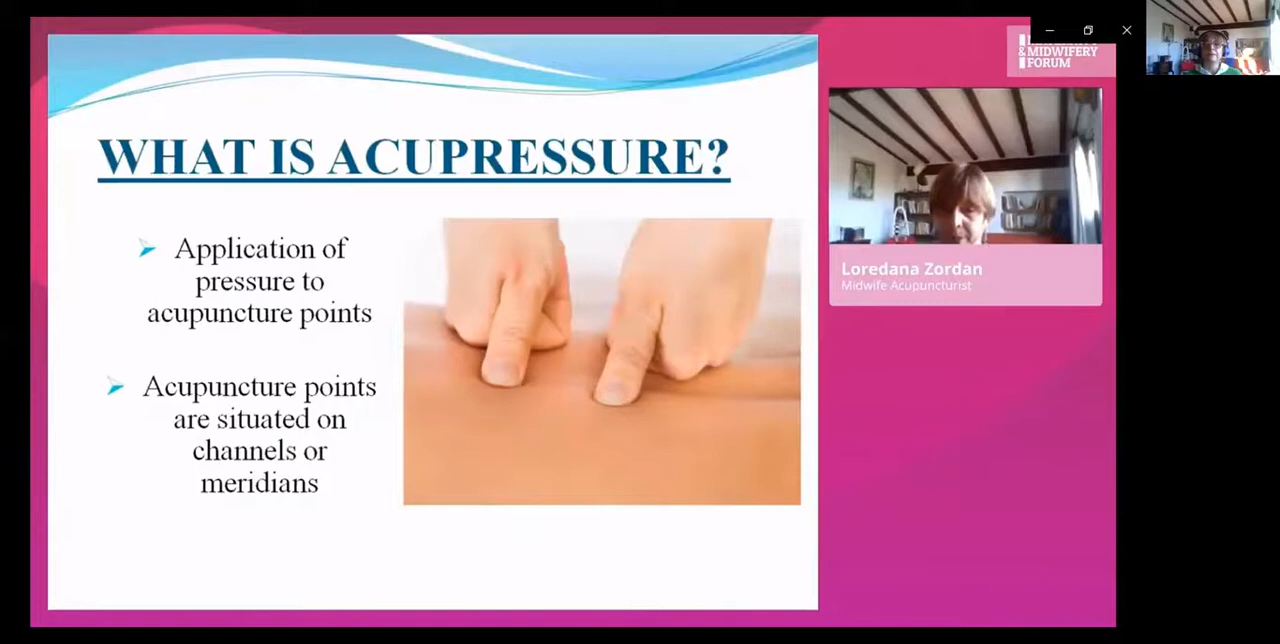 WHAT IS ACUPRESSURE?
Application of
pressure to
acupuncture points
Acupuncture points
are situated on
channels or
meridians
& MIDWIFERY
FORUM
Loredana Zordan
Midwife Acupuncturist